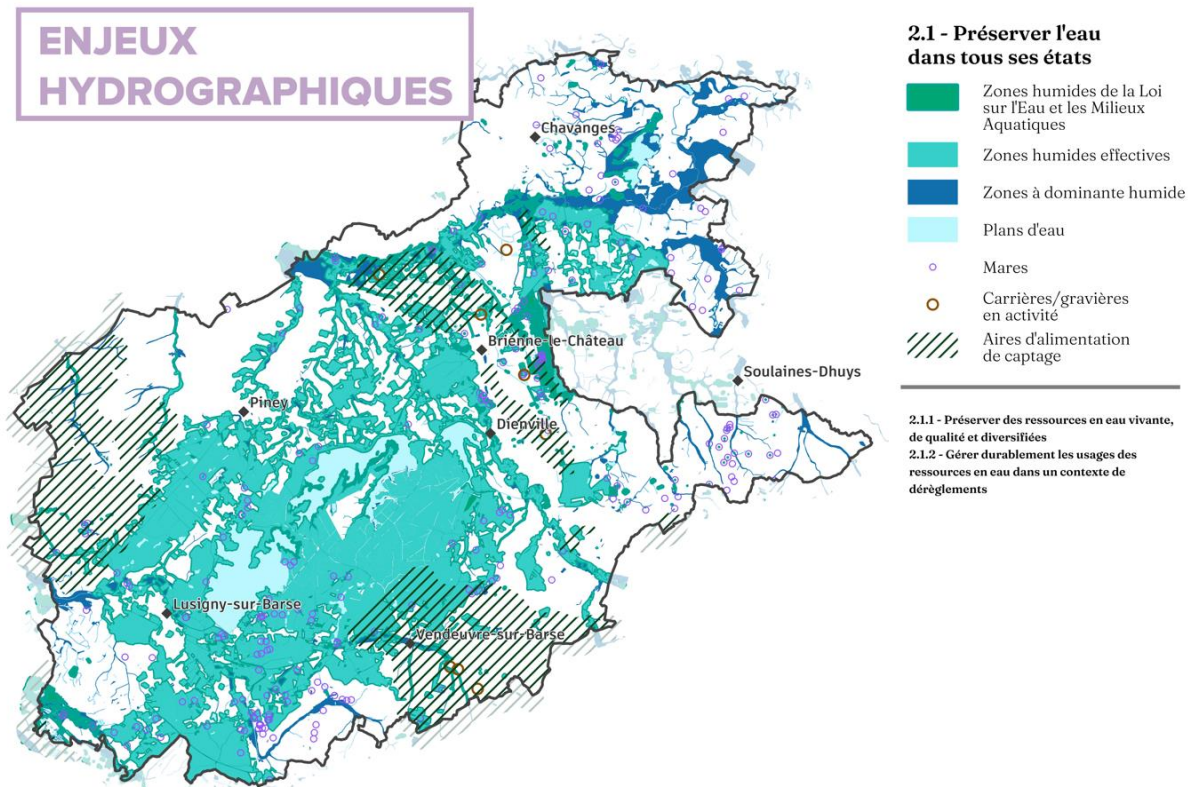 ENJEUX
HYDROGRAPHIQUES
2.1 - Préserver l'eau
dans tous ses états
Zones humides de la Loi
sur l'Eau et les Milieux
Aquatiques
Zones humides effectives
Zones à dominante humide
Plans d'eau
Mares
Carrières/gravières
en activité
Aires d'alimentation
de captage
2.1.1 - Préserver des ressources en eau vivante,
de qualité et diversifiées
2.1.2 - Gérer durablement les usages des
ressources en eau dans un contexte de
dérèglements
Chavanges
Brienne-le-Château
Soulaines-Dhuys
Piney
Dienville
Lusigny-sur-Barse
Vendeuvre-sur-Barse